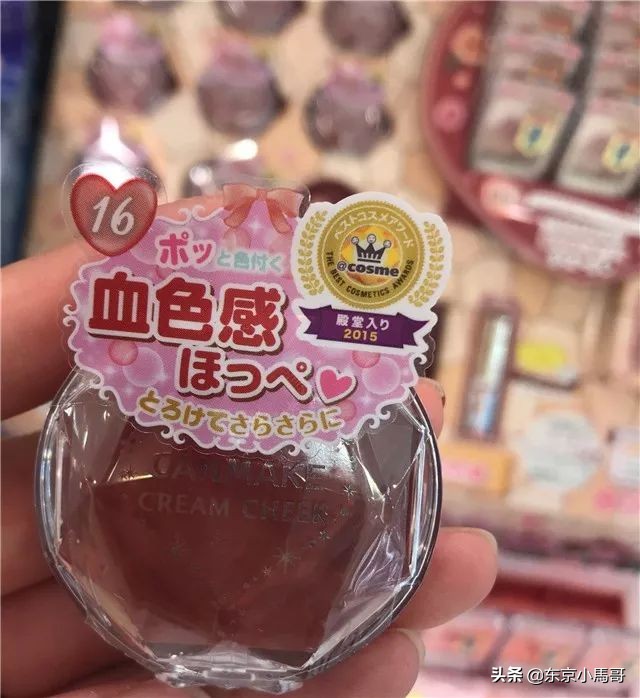 16
ポッと色付く
血色感
ほっぺ
とろけてさらさらに
ベストコスメアワード
@cosme
THE BEST COSMETICS AWARDS
殿堂入り
2015
CANMAKE
CREAM CHEEK
头条 @东京小馬哥